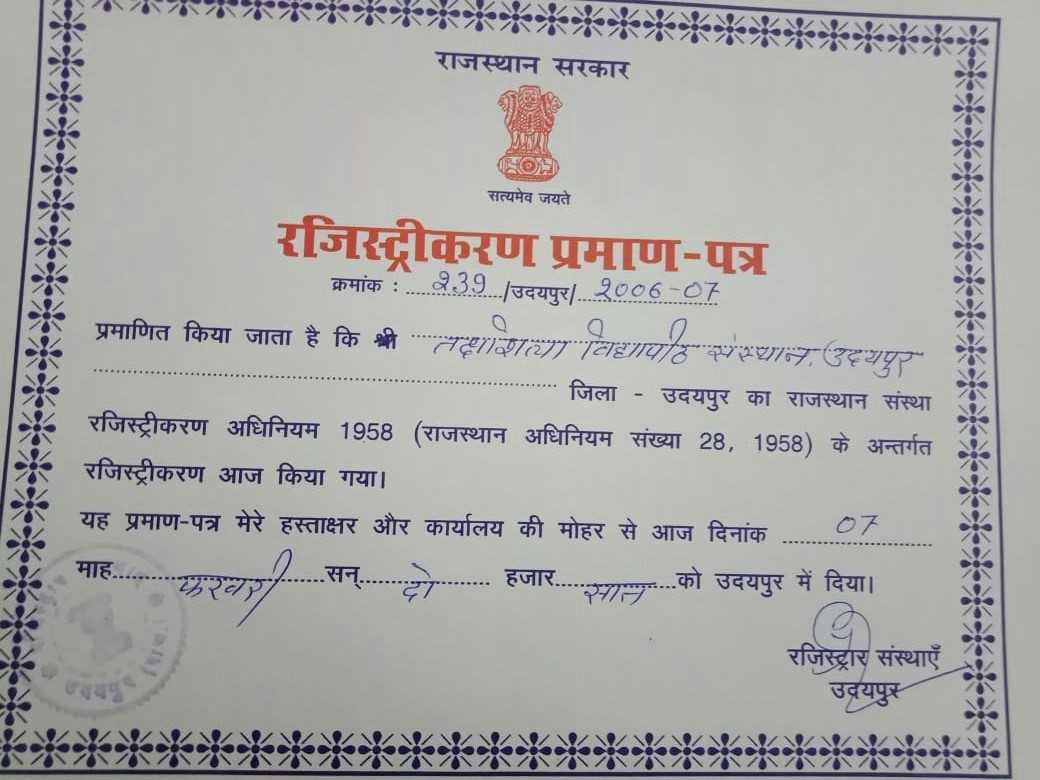 राजस्थान सरकार
सत्यमेव जयते
रजिस्ट्रीकरण प्रमाण-पत्र
क्रमांक : 239 /उदयपुर/ 2006-07
प्रमाणित किया जाता है कि श्री तक्षशिला विद्यापीठ संस्थान, उदयपुर
जिला - उदयपुर का राजस्थान संस्था
रजिस्ट्रीकरण अधिनियम 1958 (राजस्थान अधिनियम संख्या 28, 1958) के अन्तर्गत
रजिस्ट्रीकरण आज किया गया।
यह प्रमाण-पत्र मेरे हस्ताक्षर और कार्यालय की मोहर से आज दिनांक 07
माह फरवरी सन् दो हजार सात को उदयपुर में दिया।
रजिस्ट्रार संस्थाएँ
उदयपुर
उदयपुर (राज.)